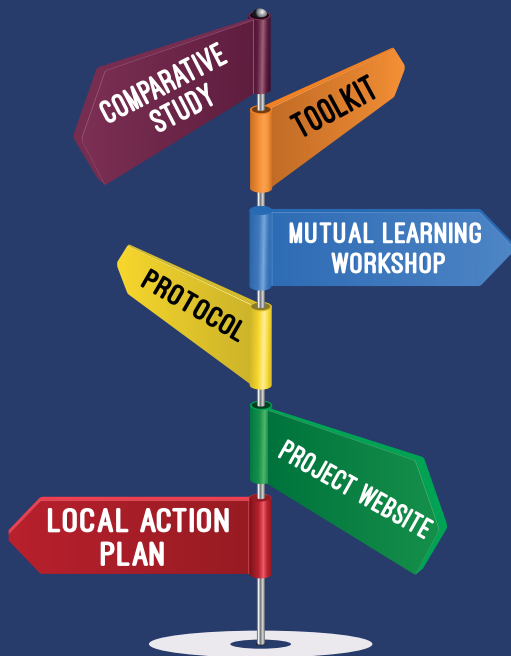 COMPARATIVE
STUDY
TOOLKIT
MUTUAL LEARNING
WORKSHOP
PROTOCOL
PROJECT WEBSITE
LOCAL ACTION
PLAN